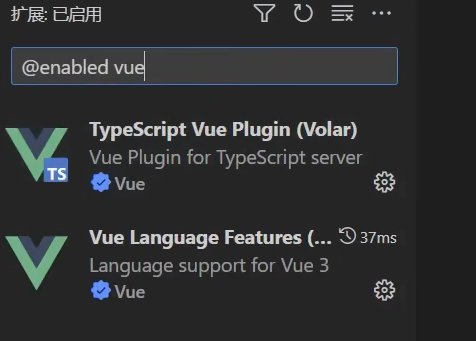 扩展: 已启用
@enabled vue
TypeScript Vue Plugin (Volar)
Vue Plugin for TypeScript server
Vue
TS
Vue Language Features (... 37ms
Language support for Vue 3
Vue